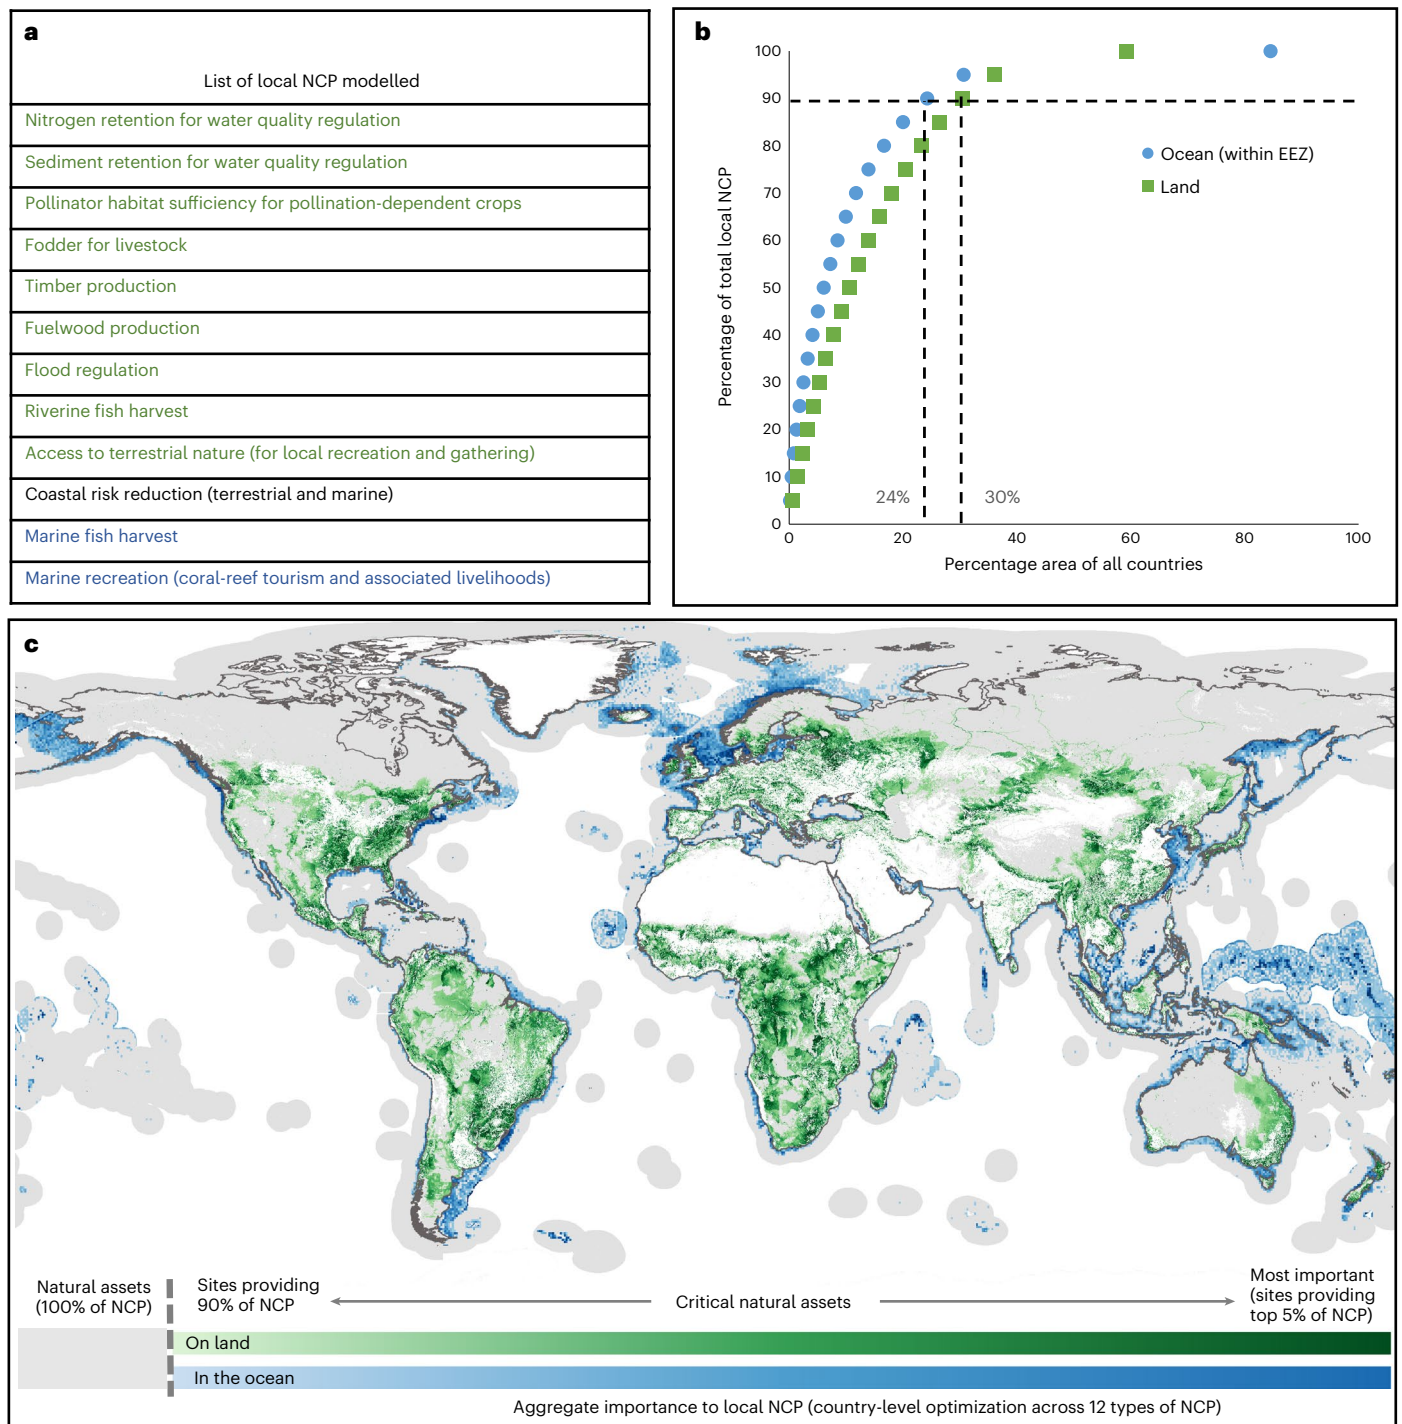 a
List of local NCP modelled
Nitrogen retention for water quality regulation
Sediment retention for water quality regulation
Pollinator habitat sufficiency for pollination-dependent crops
Fodder for livestock
Timber production
Fuelwood production
Flood regulation
Riverine fish harvest
Access to terrestrial nature (for local recreation and gathering)
Coastal risk reduction (terrestrial and marine)
Marine fish harvest
Marine recreation (coral-reef tourism and associated livelihoods)
b
Percentage of total local NCP
100
90
80
70
60
50
40
30
20
10
0
Ocean (within EEZ)
Land
24%
30%
0
20
40
60
80
100
Percentage area of all countries
c
Natural assets
(100% of NCP)
Sites providing
90% of NCP
Critical natural assets
Most important
(sites providing
top 5% of NCP)
On land
In the ocean
Aggregate importance to local NCP (country-level optimization across 12 types of NCP)